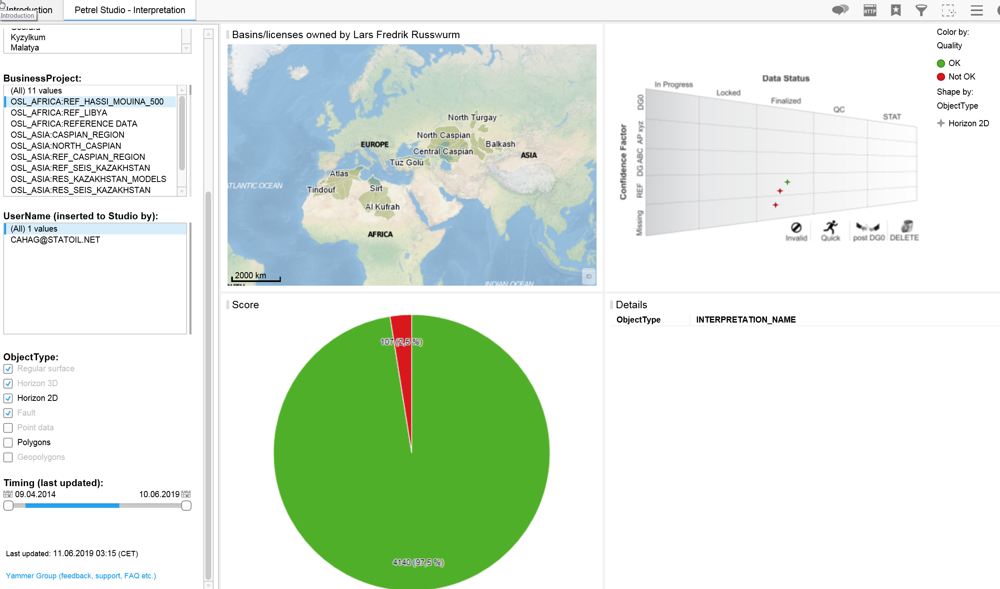 Introduction
Petrel Studio - Interpretation
Introduction
HTTP
Kyzylkum
Malatya
BusinessProject:
(All) 11 values
OSL_AFRICA:REF_HASSI_MOUINA_500
OSL_AFRICA:REF_LIBYA
OSL_AFRICA:REFERENCE DATA
OSL_ASIA:CASPIAN_REGION
OSL_ASIA:NORTH_CASPIAN
OSL_ASIA:REF_CASPIAN_REGION
OSL_ASIA:REF_SEIS_KAZAKHSTAN
OSL_ASIA:RES_KAZAKHSTAN_MODELS
OSL_ASIA:RES_SEIS_KAZAKHSTAN
UserName (inserted to Studio by):
(All) 1 values
CAHAG@STATOIL.NET
ObjectType:
Regular surface
Horizon 3D
Horizon 2D
Fault
Point data
Polygons
Geopolygons
Timing (last updated):
09.04.2014
10.06.2019
Last updated: 11.06.2019 03:15 (CET)
Yammer Group (feedback, support, FAQ etc.)
Basins/licenses owned by Lars Fredrik Russwurm
North Turgay
North Caspian
EUROPE
Balkash
Central Caspian
ASIA
Tuz Golu
Atlas
ATLANTIC OCEAN
Tindouf
Sirt
Al Kufrah
AFRICA
2000 km
©
INDIAN OCEAN
Data Status
In Progress
Locked
Finalized
QC
STAT
Confidence Factor
DG0
AP xyz
DG ABC
REF
Missing
Invalid
Quick
post DG0
DELETE
Color by:
Quality
OK
Not OK
Shape by:
ObjectType
Horizon 2D
Score
107 (2,5 %)
4140 (97,5 %)
Details
ObjectType
INTERPRETATION_NAME